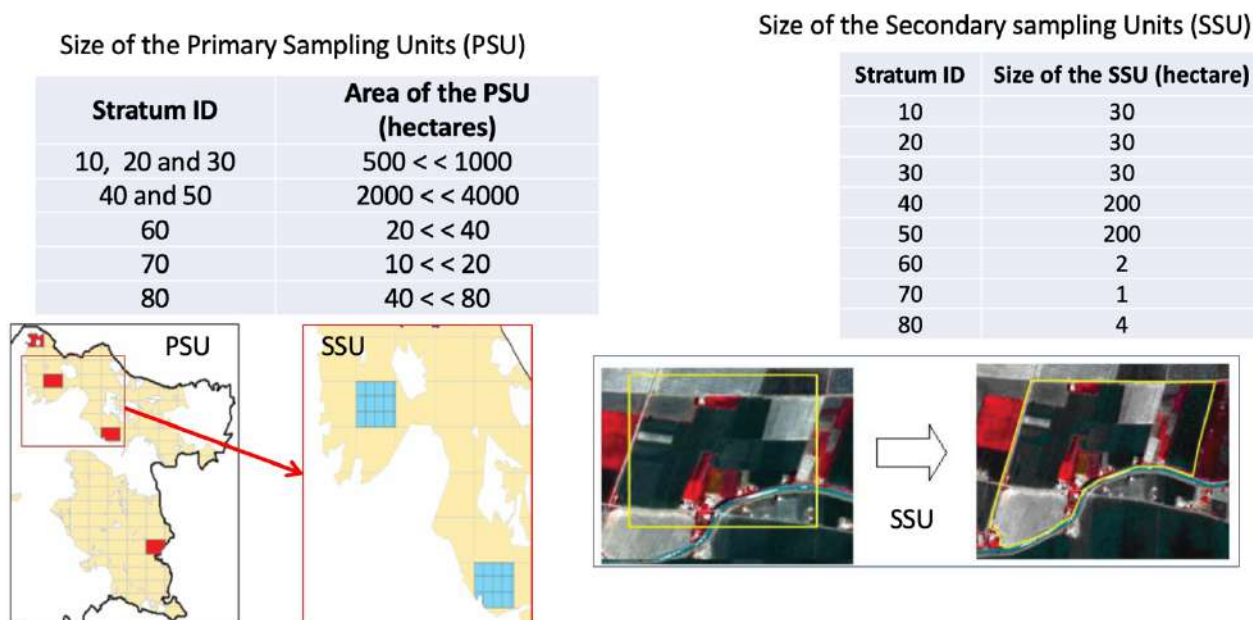 Size of the Primary Sampling Units (PSU)
Stratum ID Area of the PSU (hectares)
10, 20 and 30 500 < < 1000
40 and 50 2000 < < 4000
60 20 < < 40
70 10 < < 20
80 40 < < 80
Size of the Secondary sampling Units (SSU)
Stratum ID Size of the SSU (hectare)
10 30
20 30
30 30
40 200
50 200
60 2
70 1
80 4
PSU
SSU
SSU